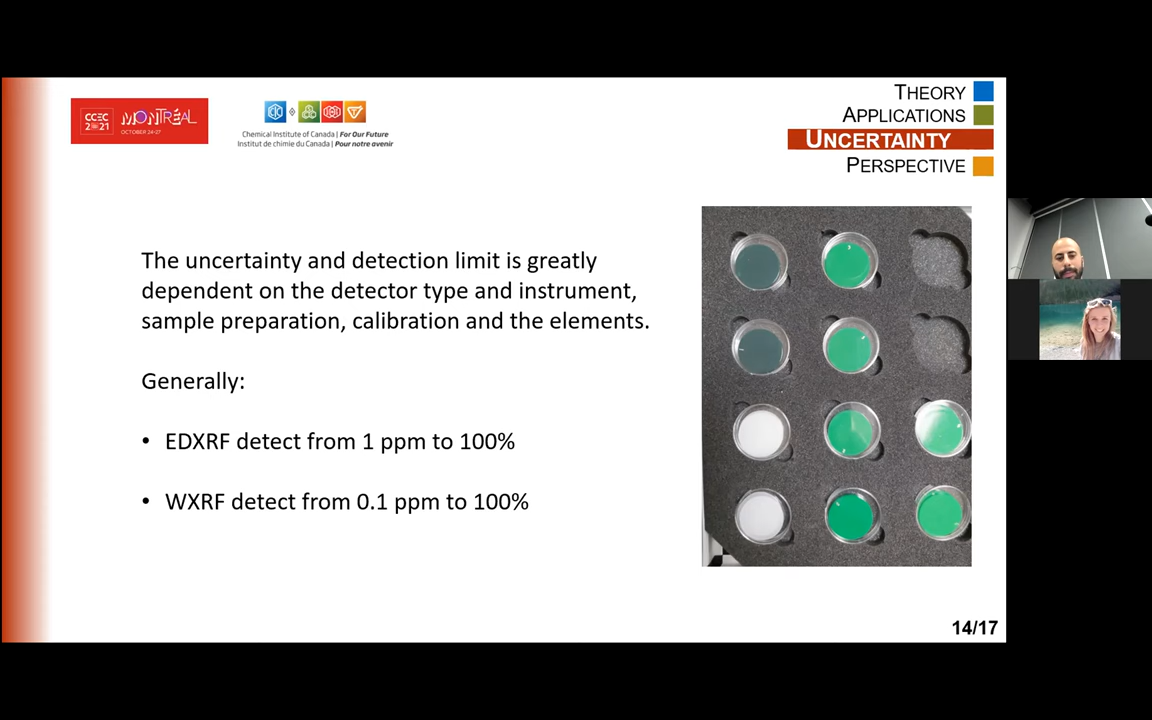 CCEC
2021
MONTRÉAL
OCTOBER 24-27
Chemical Institute of Canada | For Our Future
Institut de chimie du Canada | Pour notre avenir
THEORY
APPLICATIONS
UNCERTAINTY
PERSPECTIVE
The uncertainty and detection limit is greatly
dependent on the detector type and instrument,
sample preparation, calibration and the elements.
Generally:
• EDXRF detect from 1 ppm to 100%
• WXRF detect from 0.1 ppm to 100%
14/17